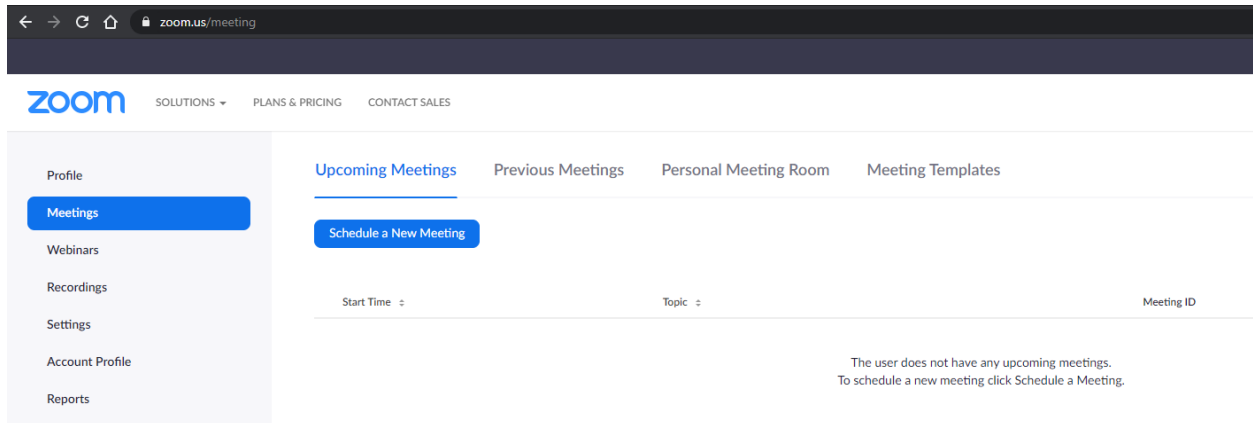 zoom.us/meeting
zoom SOLUTIONS PLANS & PRICING CONTACT SALES
Profile
Meetings
Webinars
Recordings
Settings
Account Profile
Reports
Upcoming Meetings Previous Meetings Personal Meeting Room Meeting Templates
Schedule a New Meeting
Start Time Topic Meeting ID
The user does not have any upcoming meetings.
To schedule a new meeting click Schedule a Meeting.